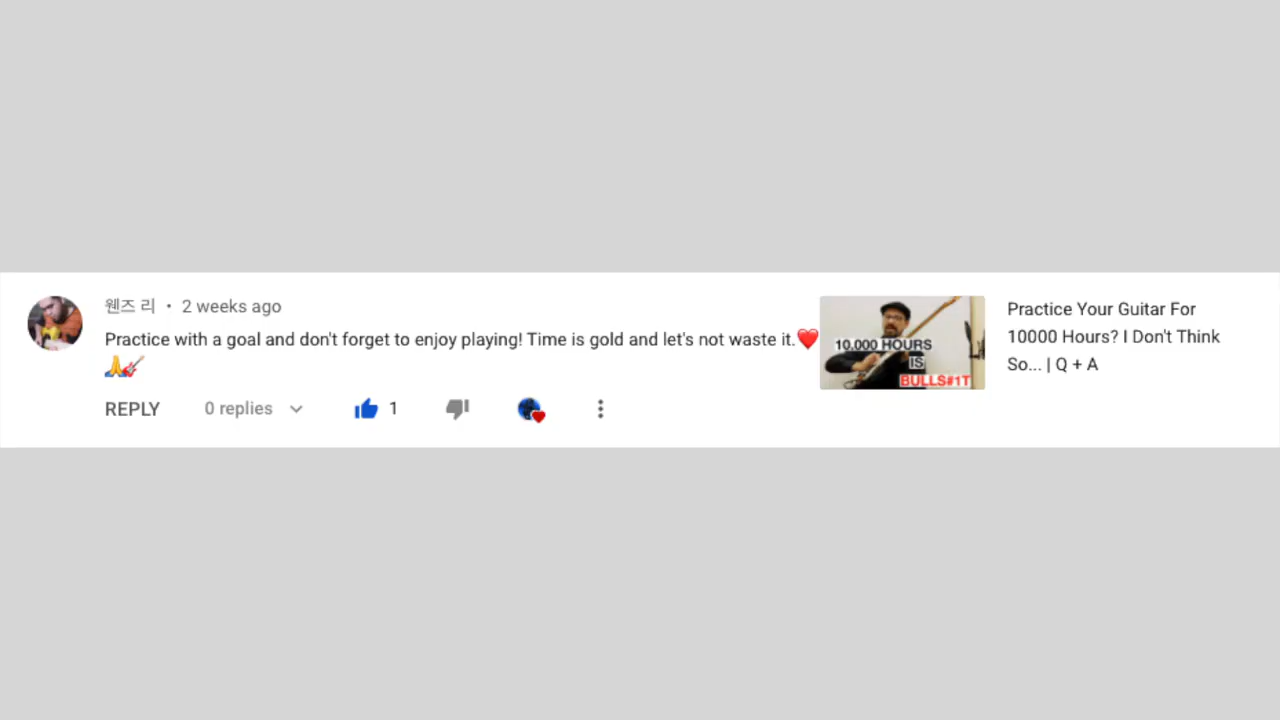 웬즈 리 • 2 weeks ago
Practice with a goal and don't forget to enjoy playing! Time is gold and let's not waste it.❤️
🙏🎸
REPLY 0 replies 1
10.000 HOURS
IS
BULLS#1T
Practice Your Guitar For
10000 Hours? I Don't Think
So... | Q + A